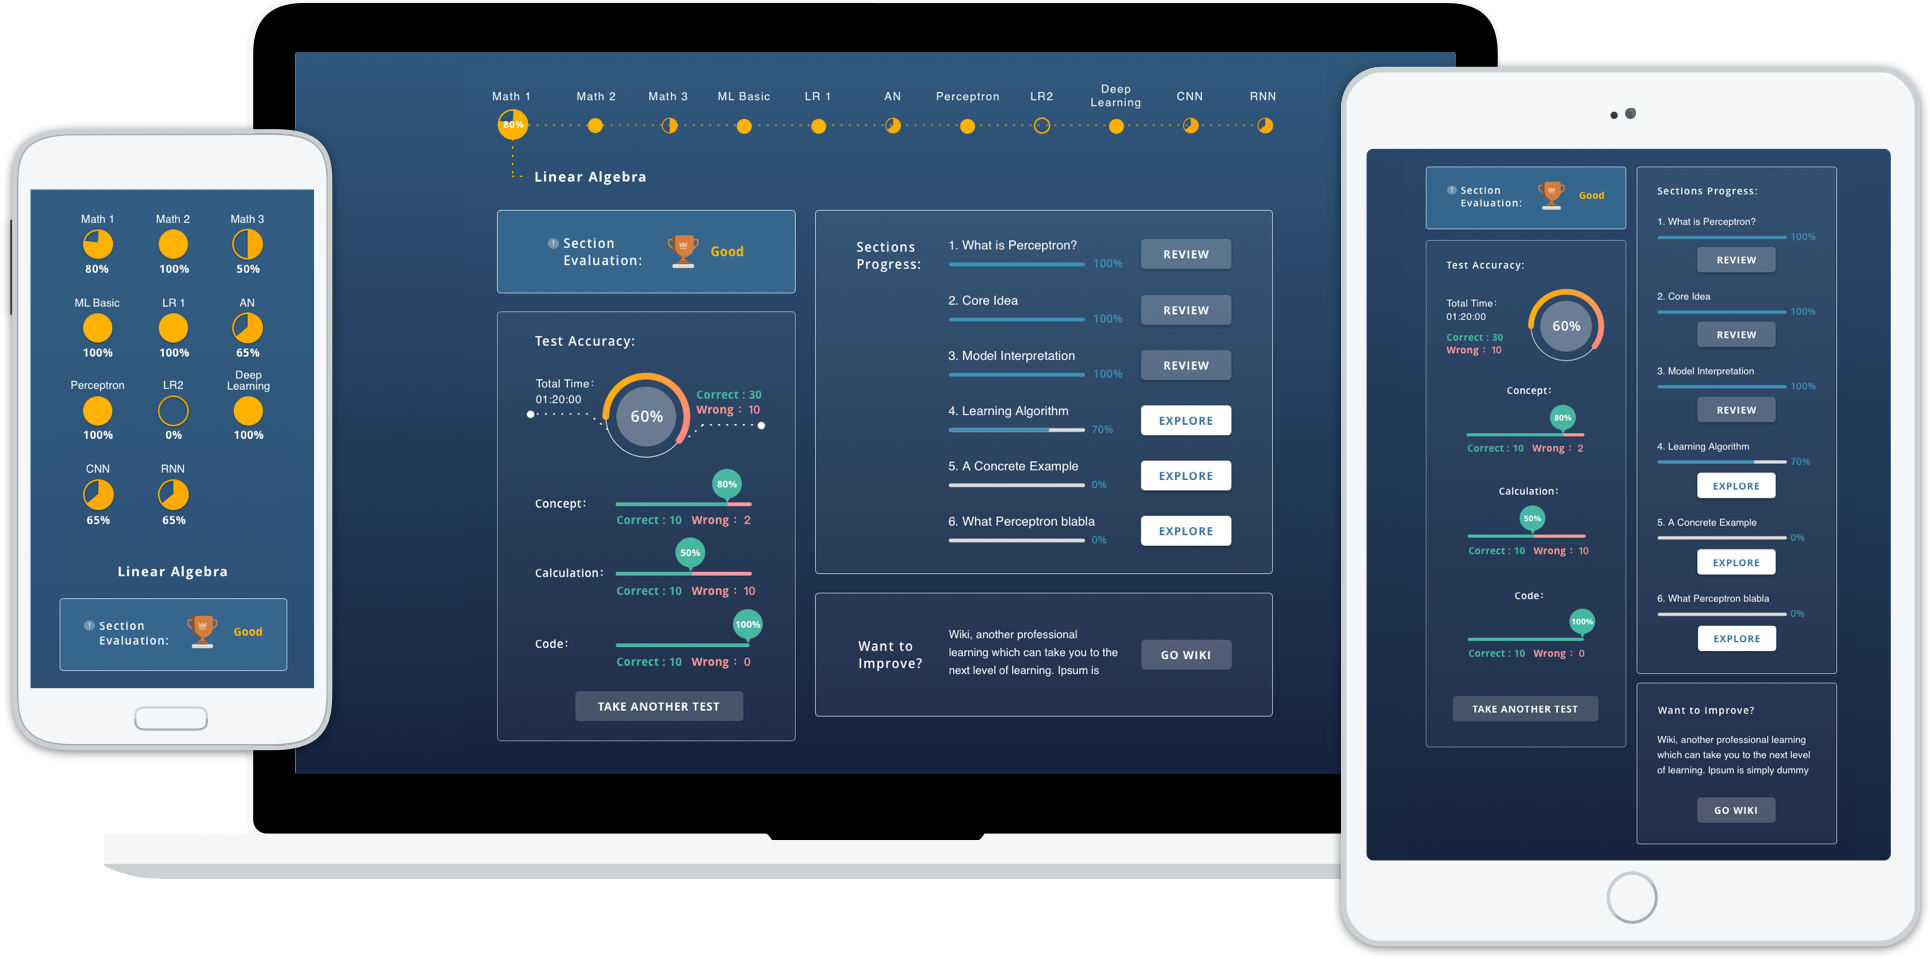 Math 1
Math 2
Math 3
80%
100%
50%
ML Basic
LR 1
AN
100%
100%
65%
Perceptron
LR2
Deep
Learning
100%
0%
100%
CNN
RNN
65%
65%
Linear Algebra
! Section
Evaluation:
Good
Math 1
Math 2
Math 3
ML Basic
LR 1
AN
Perceptron
LR2
Deep
Learning
CNN
RNN
80%
Linear Algebra
! Section
Evaluation:
Good
Test Accuracy:
Total Time:
01:20:00
60%
Correct : 30
Wrong : 10
80%
Concept:
Correct : 10 Wrong : 2
50%
Calculation:
Correct : 10 Wrong : 10
100%
Code:
Correct : 10 Wrong : 0
TAKE ANOTHER TEST
Sections
Progress:
1. What is Perceptron?
100%
REVIEW
2. Core Idea
100%
REVIEW
3. Model Interpretation
100%
REVIEW
4. Learning Algorithm
70%
EXPLORE
5. A Concrete Example
0%
EXPLORE
6. What Perceptron blabla
0%
EXPLORE
Want to
Improve?
Wiki, another professional
learning which can take you to the
next level of learning. Ipsum is
GO WIKI
! Section
Evaluation:
Good
Test Accuracy:
Total Time:
01:20:00
Correct : 30
Wrong : 10
60%
Concept:
80%
Correct : 10 Wrong : 2
Calculation:
50%
Correct : 10 Wrong : 10
Code:
100%
Correct : 10 Wrong : 0
TAKE ANOTHER TEST
Sections Progress:
1. What is Perceptron?
100%
REVIEW
2. Core Idea
100%
REVIEW
3. Model Interpretation
100%
REVIEW
4. Learning Algorithm
70%
EXPLORE
5. A Concrete Example
0%
EXPLORE
6. What Perceptron blabla
0%
EXPLORE
Want to Improve?
Wiki, another professional learning
which can take you to the next level
of learning. Ipsum is simply dummy
GO WIKI